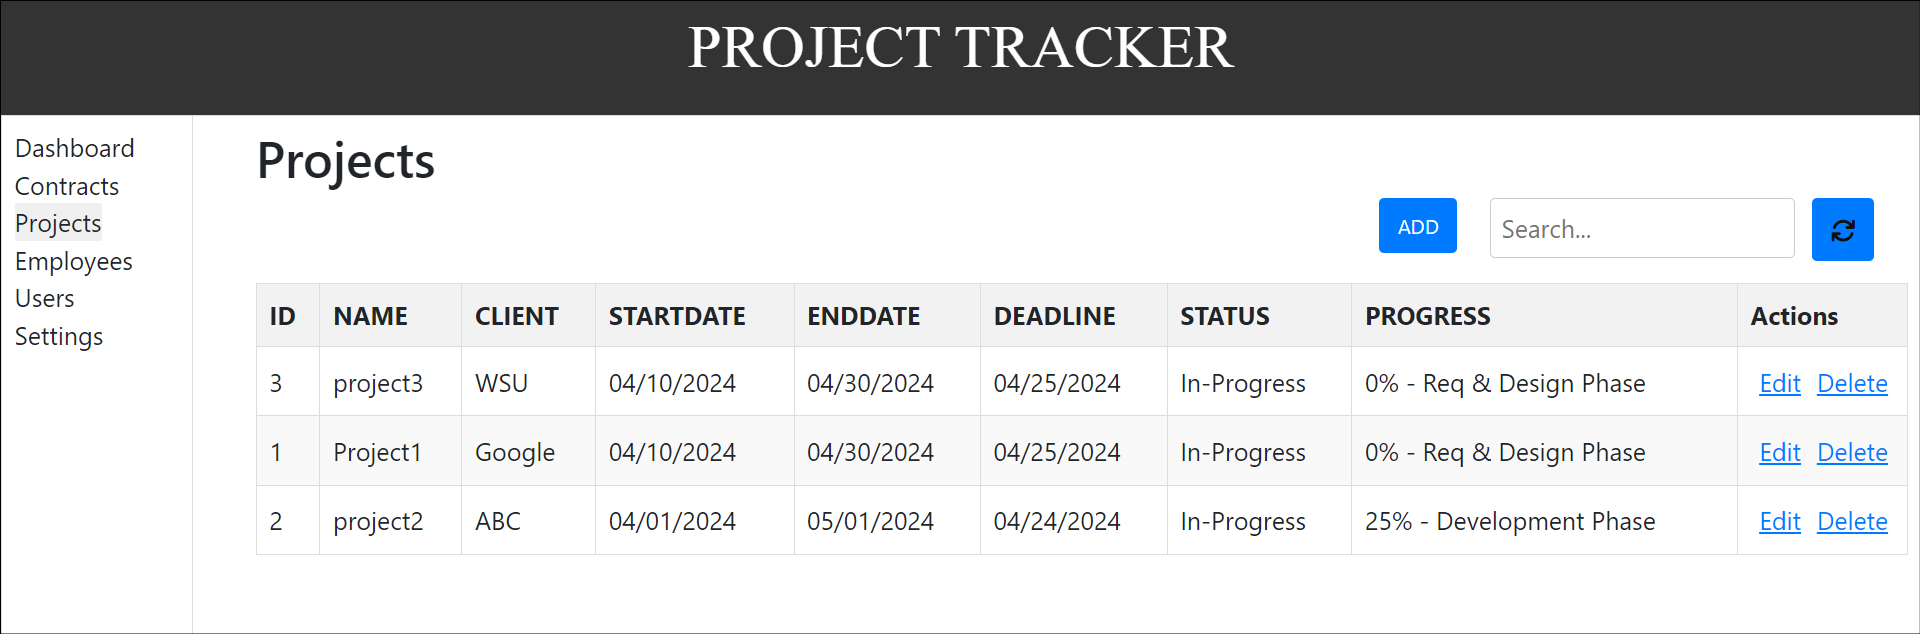 PROJECT TRACKER
Dashboard
Contracts
Projects
Employees
Users
Settings
Projects
ADD Search...
ID NAME CLIENT STARTDATE ENDDATE DEADLINE STATUS PROGRESS Actions
3 project3 WSU 04/10/2024 04/30/2024 04/25/2024 In-Progress 0% - Req & Design Phase Edit Delete
1 Project1 Google 04/10/2024 04/30/2024 04/25/2024 In-Progress 0% - Req & Design Phase Edit Delete
2 project2 ABC 04/01/2024 05/01/2024 04/24/2024 In-Progress 25% - Development Phase Edit Delete